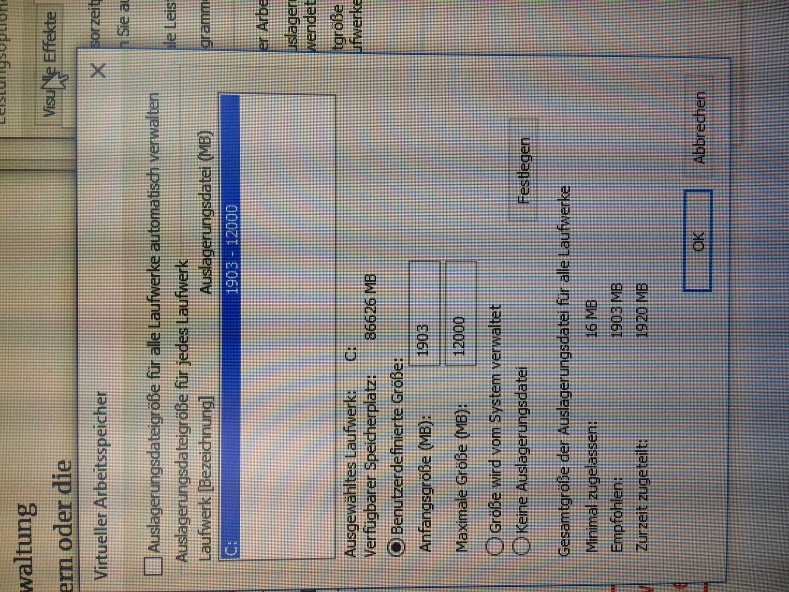 waltung
ern oder die
Visuelle Effekte
Virtueller Arbeitsspeicher
Auslagerungsdateigröße für alle Laufwerke automatisch verwalten
Auslagerungsdateigröße für jedes Laufwerk
Laufwerk [Bezeichnung] Auslagerungsdatei (MB)
C: 1903 - 12000
Ausgewähltes Laufwerk: C:
Verfügbarer Speicherplatz: 86626 MB
Benutzerdefinierte Größe:
Anfangsgröße (MB): 1903
Maximale Größe (MB): 12000
Größe wird vom System verwaltet
Keine Auslagerungsdatei Festlegen
Gesamtgröße der Auslagerungsdatei für alle Laufwerke
Minimal zugelassen: 16 MB
Empfohlen: 1903 MB
Zurzeit zugeteilt: 1920 MB
OK Abbrechen